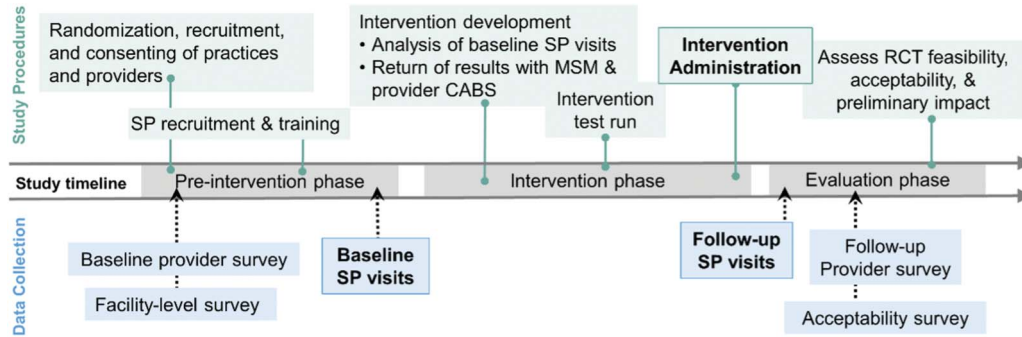 Study Procedures
Randomization, recruitment,
and consenting of practices
and providers
SP recruitment & training
Intervention development
• Analysis of baseline SP visits
• Return of results with MSM &
provider CABS
Intervention
test run
Intervention
Administration
Assess RCT feasibility,
acceptability, &
preliminary impact
Study timeline
Pre-intervention phase
Intervention phase
Evaluation phase
Data Collection
Baseline provider survey
Facility-level survey
Baseline
SP visits
Follow-up
SP visits
Follow-up
Provider survey
Acceptability survey